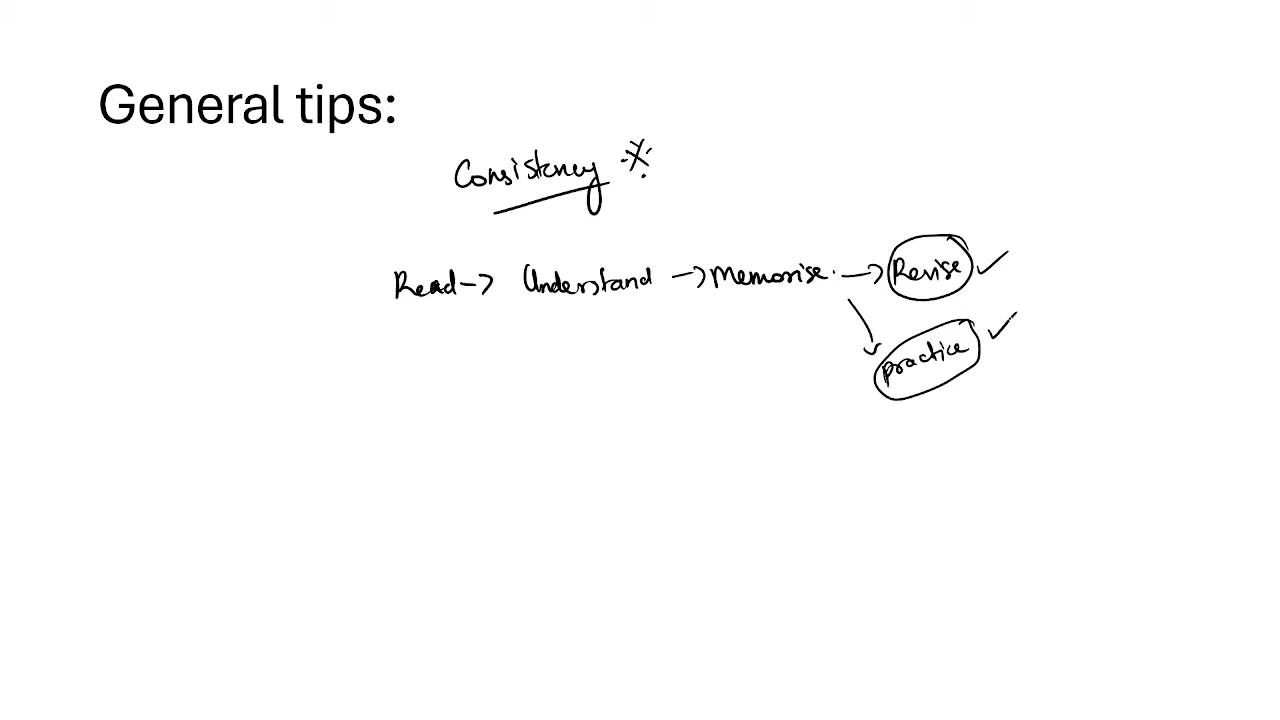 General tips:
Consistency
Read -> Understand -> Memorise. -> Revise ✓
practice ✓